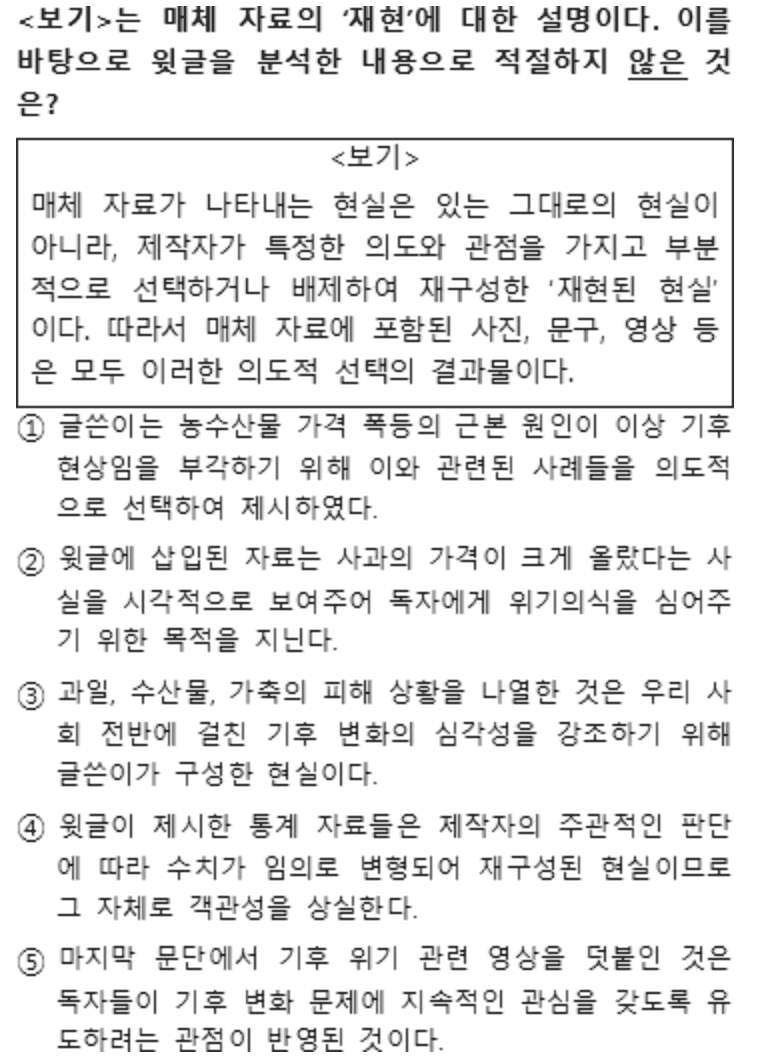 <보기>는 매체 자료의 ‘재현’에 대한 설명이다. 이를
바탕으로 윗글을 분석한 내용으로 적절하지 않은 것
은?
<보기>
매체 자료가 나타내는 현실은 있는 그대로의 현실이
아니라, 제작자가 특정한 의도와 관점을 가지고 부분
적으로 선택하거나 배제하여 재구성한 ‘재현된 현실’
이다. 따라서 매체 자료에 포함된 사진, 문구, 영상 등
은 모두 이러한 의도적 선택의 결과물이다.
① 글쓴이는 농수산물 가격 폭등의 근본 원인이 이상 기후
현상임을 부각하기 위해 이와 관련된 사례들을 의도적
으로 선택하여 제시하였다.
② 윗글에 삽입된 자료는 사과의 가격이 크게 올랐다는 사
실을 시각적으로 보여주어 독자에게 위기의식을 심어주
기 위한 목적을 지닌다.
③ 과일, 수산물, 가축의 피해 상황을 나열한 것은 우리 사
회 전반에 걸친 기후 변화의 심각성을 강조하기 위해
글쓴이가 구성한 현실이다.
④ 윗글이 제시한 통계 자료들은 제작자의 주관적인 판단
에 따라 수치가 임의로 변형되어 재구성된 현실이므로
그 자체로 객관성을 상실한다.
⑤ 마지막 문단에서 기후 위기 관련 영상을 덧붙인 것은
독자들이 기후 변화 문제에 지속적인 관심을 갖도록 유
도하려는 관점이 반영된 것이다.